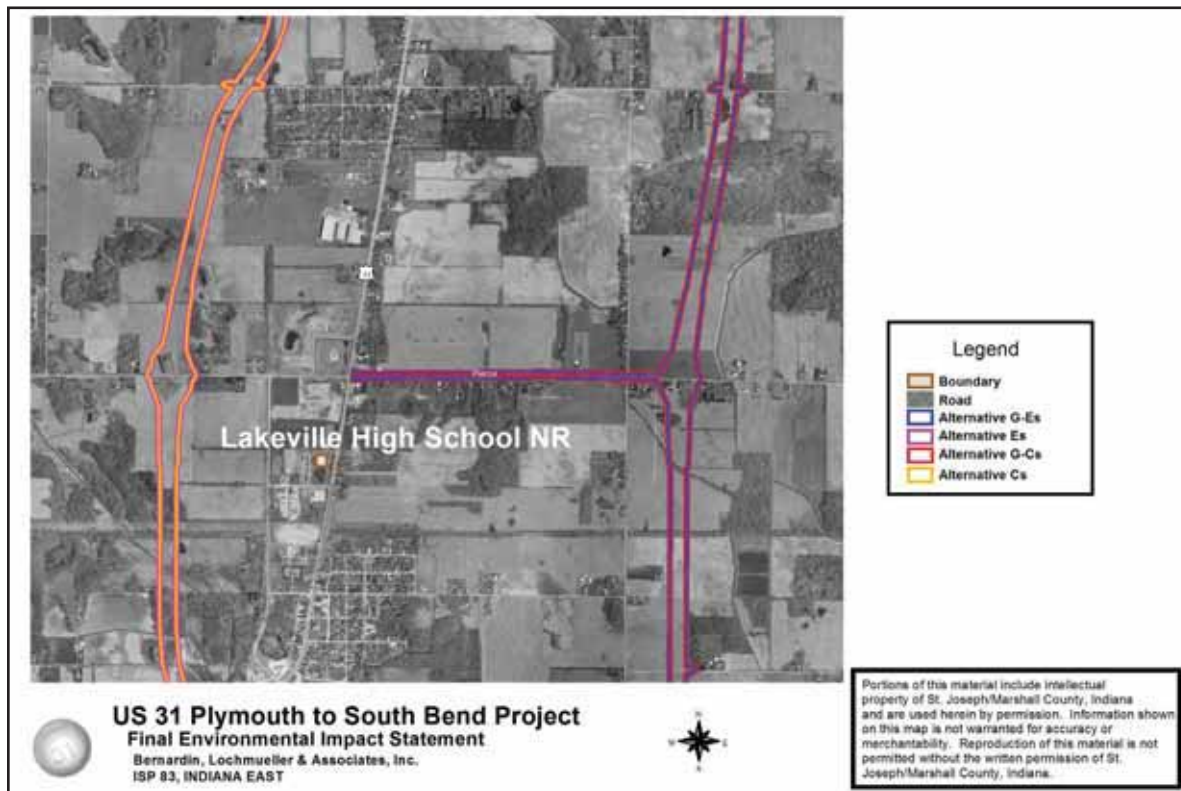 Pierce
Lakeville High School NR
Legend
Boundary
Road
Alternative G-Es
Alternative Es
Alternative G-Cs
Alternative Cs
US 31 Plymouth to South Bend Project
Final Environmental Impact Statement
Bernardin, Lochmueller & Associates, Inc.
ISP 83, INDIANA EAST
N
W
E
S
Portions of this material include intellectual
property of St. Joseph/Marshall County, Indiana
and are used herein by permission. Information shown
on this map is not warranted for accuracy or
merchantability. Reproduction of this material is not
permitted without the written permission of St.
Joseph/Marshall County, Indiana.